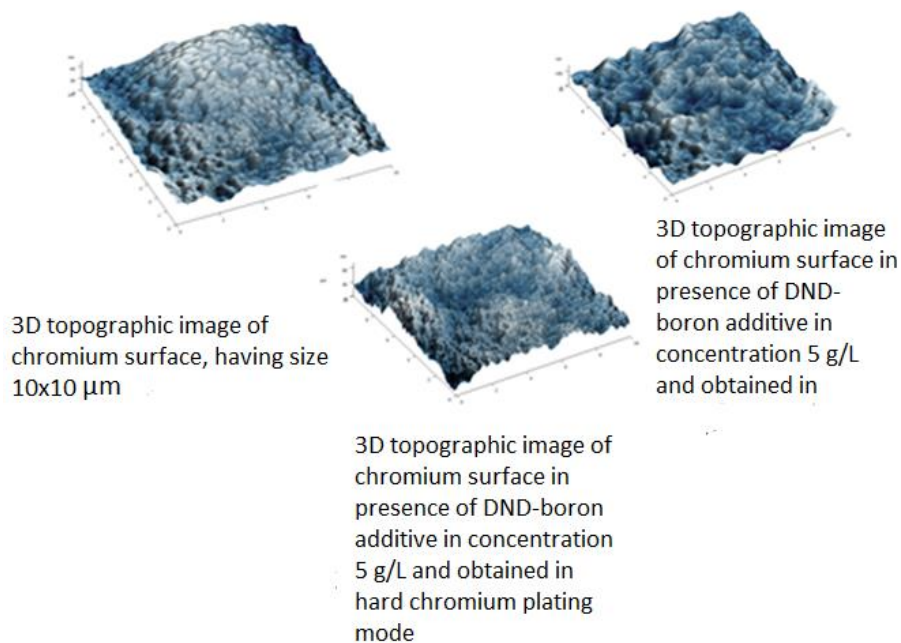 3D topographic image of
chromium surface, having size
10x10 μm
3D topographic image of
chromium surface in
presence of DND-boron
additive in concentration
5 g/L and obtained in
hard chromium plating
mode
3D topographic image
of chromium surface in
presence of DND-
boron additive in
concentration 5 g/L
and obtained in